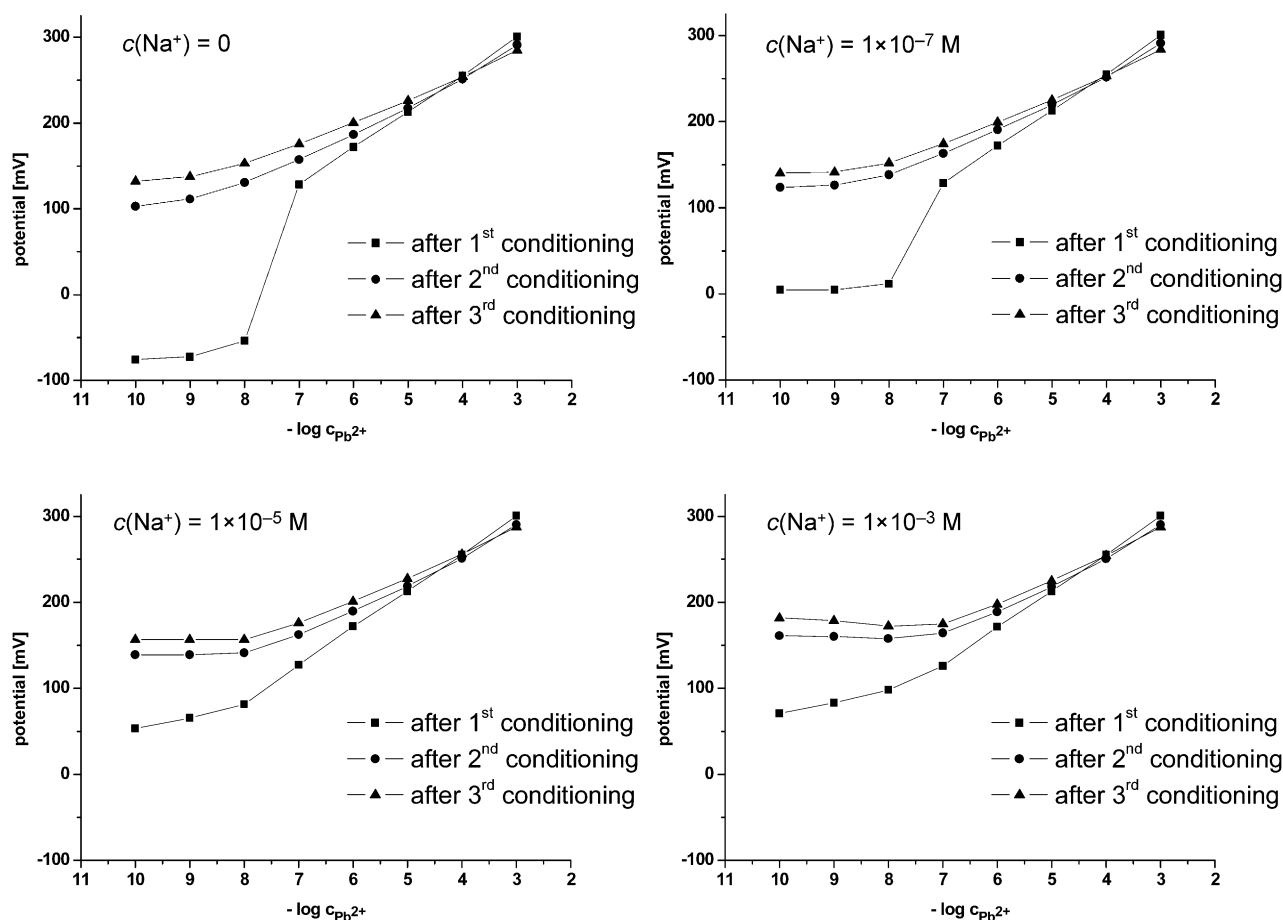 c(Na⁺) = 0
300
200
100
0
-100
potential [mV]
after 1ˢᵗ conditioning
after 2ⁿᵈ conditioning
after 3ʳᵈ conditioning
11 10 9 8 7 6 5 4 3 2
- log c_Pb²⁺
c(Na⁺) = 1×10⁻⁷ M
300
200
100
0
-100
potential [mV]
after 1ˢᵗ conditioning
after 2ⁿᵈ conditioning
after 3ʳᵈ conditioning
11 10 9 8 7 6 5 4 3 2
- log c_Pb²⁺
c(Na⁺) = 1×10⁻⁵ M
300
200
100
0
-100
potential [mV]
after 1ˢᵗ conditioning
after 2ⁿᵈ conditioning
after 3ʳᵈ conditioning
11 10 9 8 7 6 5 4 3 2
- log c_Pb²⁺
c(Na⁺) = 1×10⁻³ M
300
200
100
0
-100
potential [mV]
after 1ˢᵗ conditioning
after 2ⁿᵈ conditioning
after 3ʳᵈ conditioning
11 10 9 8 7 6 5 4 3 2
- log c_Pb²⁺